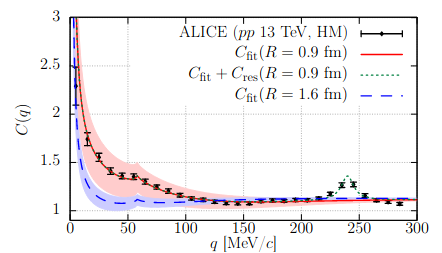 ALICE (pp 13 TeV, HM)
C_fit(R = 0.9 fm)
C_fit + C_res(R = 0.9 fm)
C_fit(R = 1.6 fm)
C(q)
3
2.5
2
1.5
1
0 50 100 150 200 250 300
q [MeV/c]